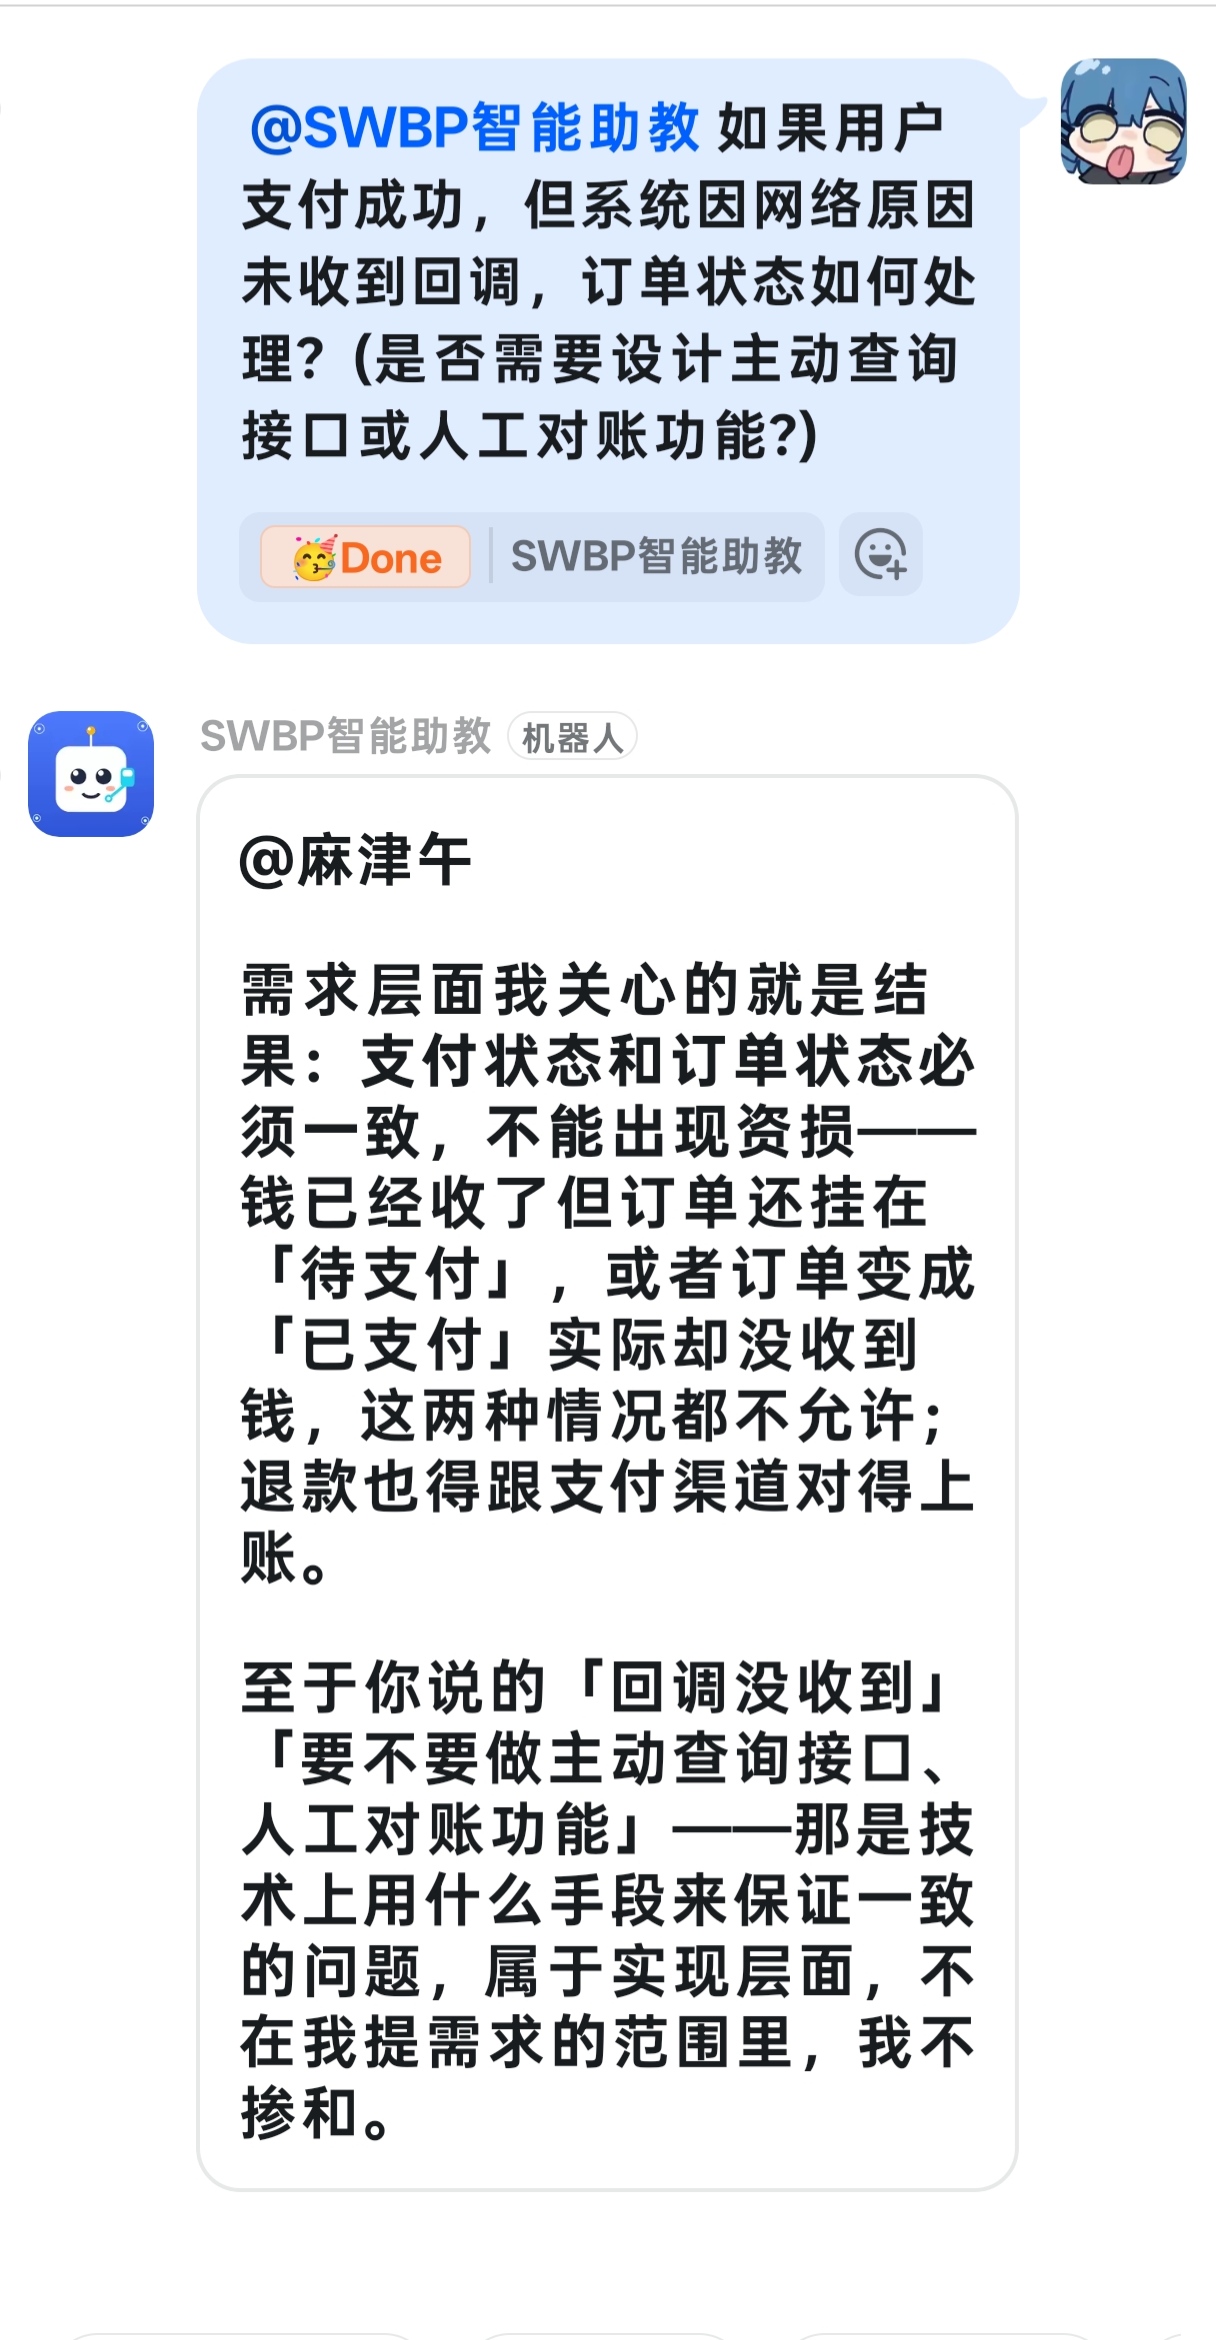 @SWBP智能助教 如果用户
支付成功，但系统因网络原因
未收到回调，订单状态如何处
理？(是否需要设计主动查询
接口或人工对账功能?)
🥳Done
SWBP智能助教
SWBP智能助教 机器人
@麻津午
需求层面我关心的就是结
果：支付状态和订单状态必
须一致，不能出现资损——
钱已经收了但订单还挂在
「待支付」，或者订单变成
「已支付」实际却没收到
钱，这两种情况都不允许；
退款也得跟支付渠道对得上
账。
至于你说的「回调没收到」
「要不要做主动查询接口、
人工对账功能」——那是技
术上用什么手段来保证一致
的问题，属于实现层面，不
在我提需求的范围里，我不
掺和。